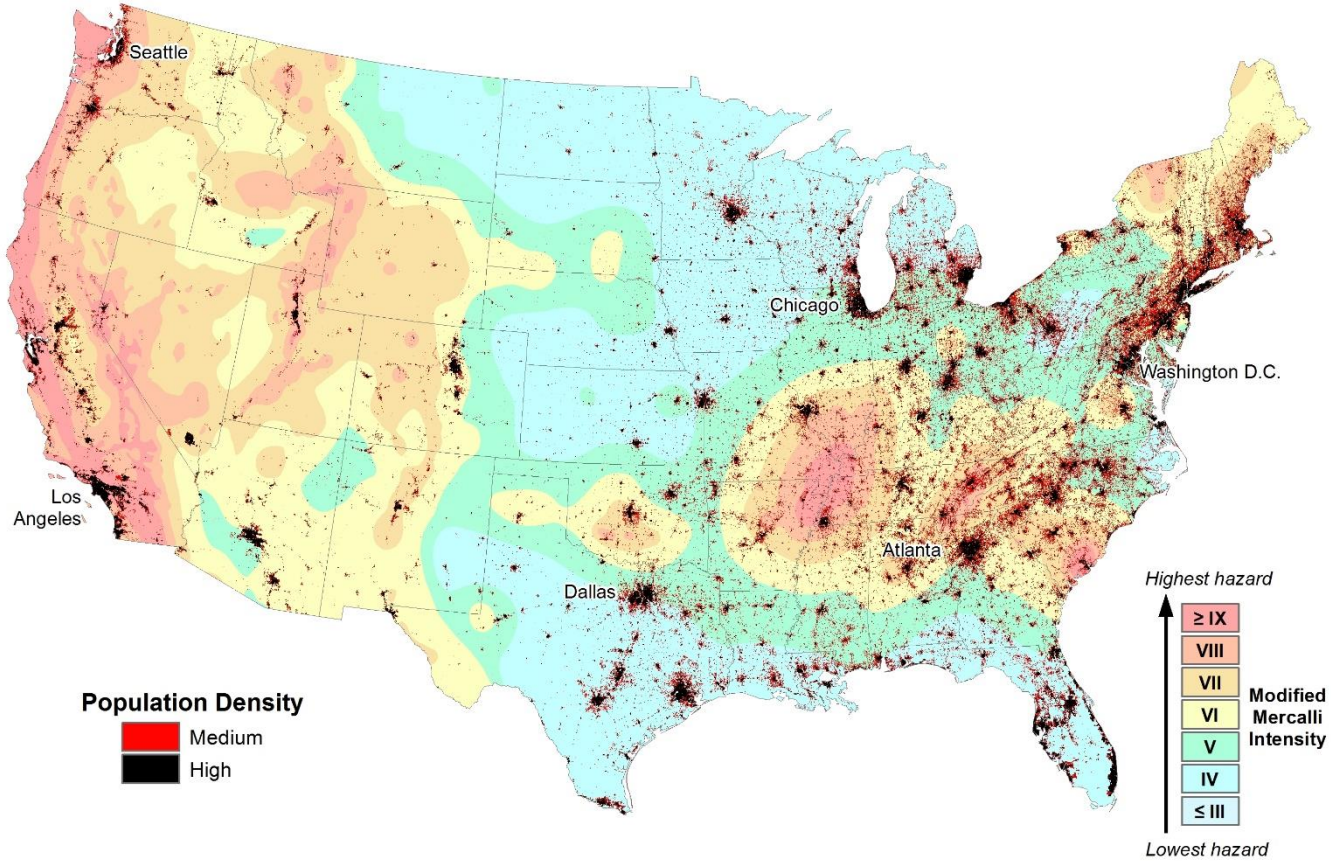 Seattle
Chicago
Washington D.C.
Los
Angeles
Atlanta
Dallas
Population Density
Medium
High
Highest hazard
≥ IX
VIII
VII
VI
V
IV
≤ III
Modified
Mercalli
Intensity
Lowest hazard